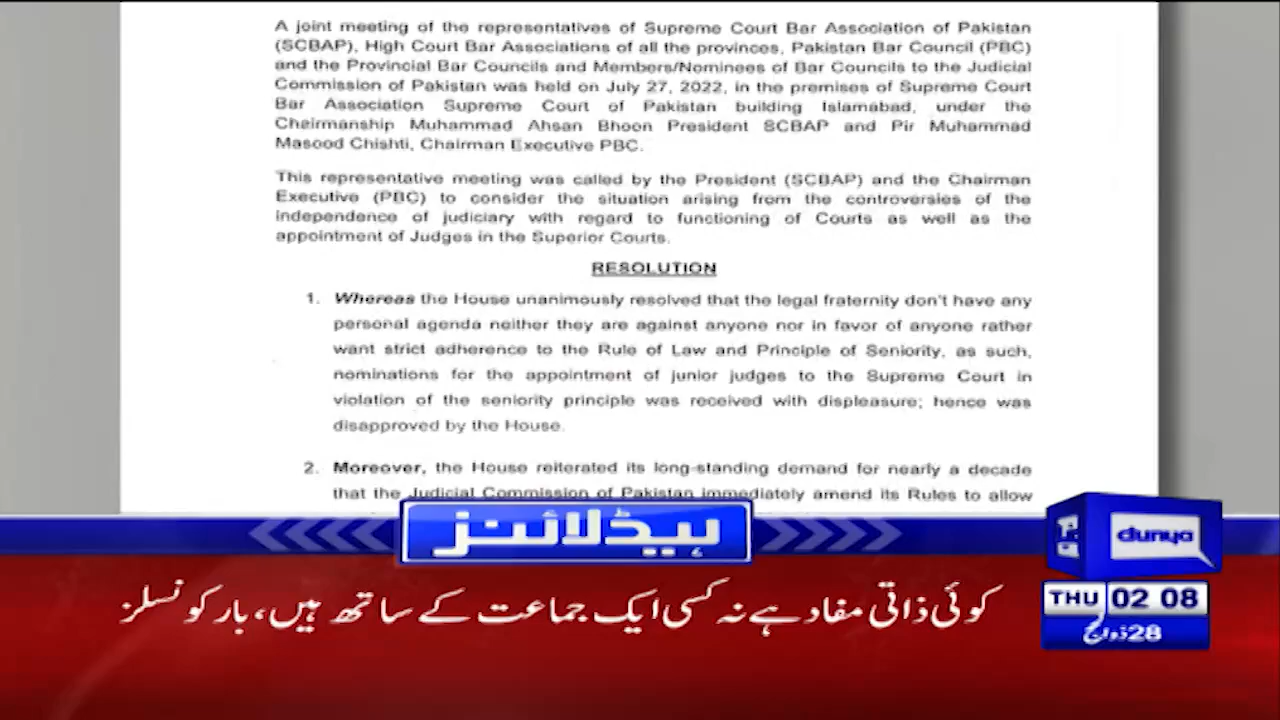 A joint meeting of the representatives of Supreme Court Bar Association of Pakistan
(SCBAP), High Court Bar Associations of all the provinces, Pakistan Bar Council (PBC)
and the Provincial Bar Councils and Members/Nominees of Bar Councils to the Judicial
Commission of Pakistan was held on July 27, 2022, in the premises of Supreme Court
Bar Association Supreme Court of Pakistan building Islamabad, under the
Chairmanship Muhammad Ahsan Bhoon President SCBAP and Pir Muhammad
Masood Chishti, Chairman Executive PBC.
This representative meeting was called by the President (SCBAP) and the Chairman
Executive (PBC) to consider the situation arising from the controversies of the
independence of judiciary with regard to functioning of Courts as well as the
appointment of Judges in the Superior Courts.
RESOLUTION
1. Whereas the House unanimously resolved that the legal fraternity don't have any
personal agenda neither they are against anyone nor in favor of anyone rather
want strict adherence to the Rule of Law and Principle of Seniority, as such,
nominations for the appointment of junior judges to the Supreme Court in
violation of the seniority principle was received with displeasure; hence was
disapproved by the House.
2. Moreover, the House reiterated its long-standing demand for nearly a decade
that the Judicial Commission of Pakistan immediately amend its Rules to allow
ہیڈلائنز
dunya
کوئی ذاتی مفاد ہے نہ کسی ایک جماعت کے ساتھ ہیں، بار کونسلز
THU 02 08
28 ذوالج